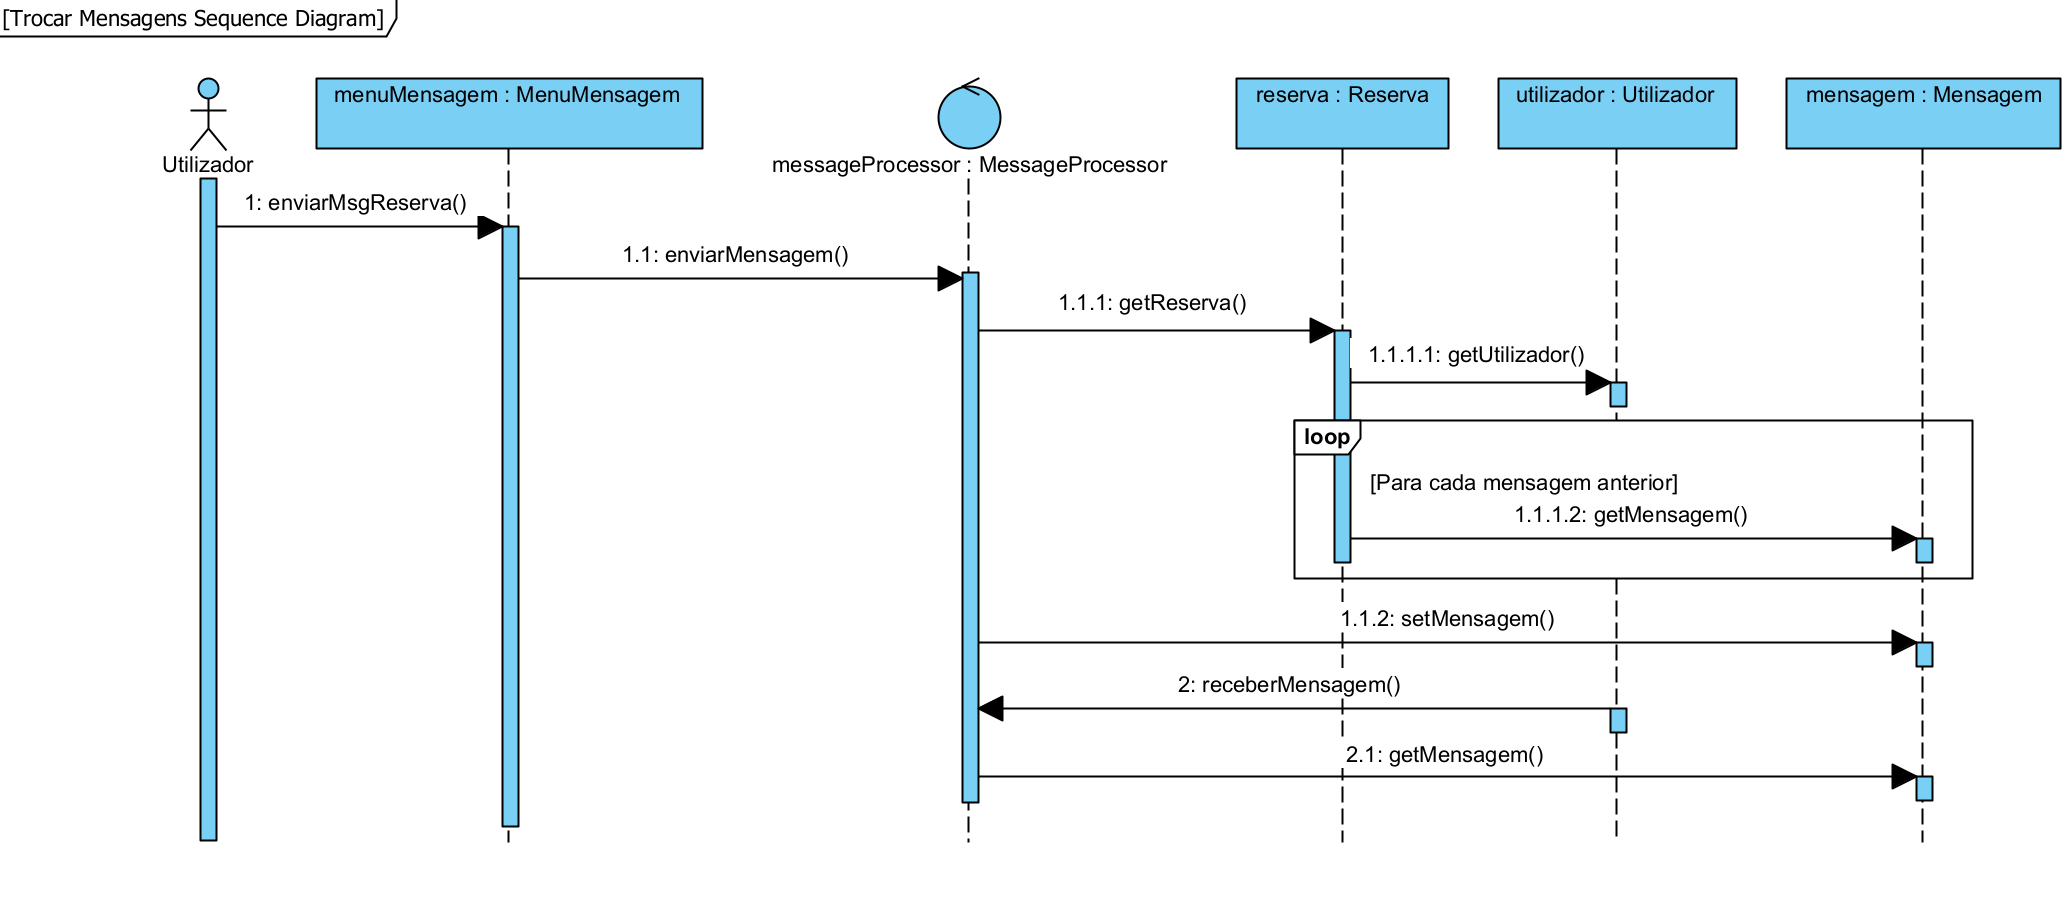 [Trocar Mensagens Sequence Diagram]
menuMensagem : MenuMensagem
reserva : Reserva
utilizador : Utilizador
mensagem : Mensagem
Utilizador
messageProcessor : MessageProcessor
1: enviarMsgReserva()
1.1: enviarMensagem()
1.1.1: getReserva()
1.1.1.1: getUtilizador()
loop
[Para cada mensagem anterior]
1.1.1.2: getMensagem()
1.1.2: setMensagem()
2: receberMensagem()
2.1: getMensagem()